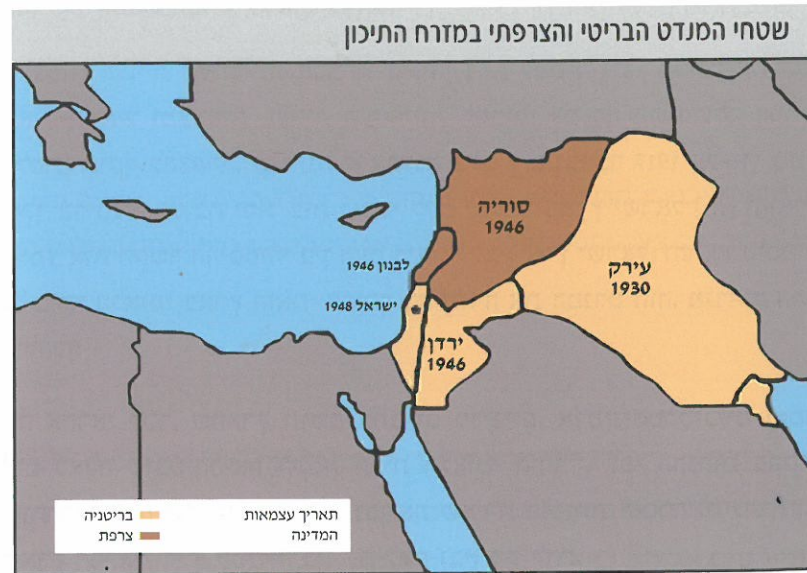 שטחי המנדט הבריטי והצרפתי במזרח התיכון
סוריה
1946
לבנון 1946
עירק
1930
ישראל 1948
ירדן
1946
תאריך עצמאות
המדינה
בריטניה
צרפת